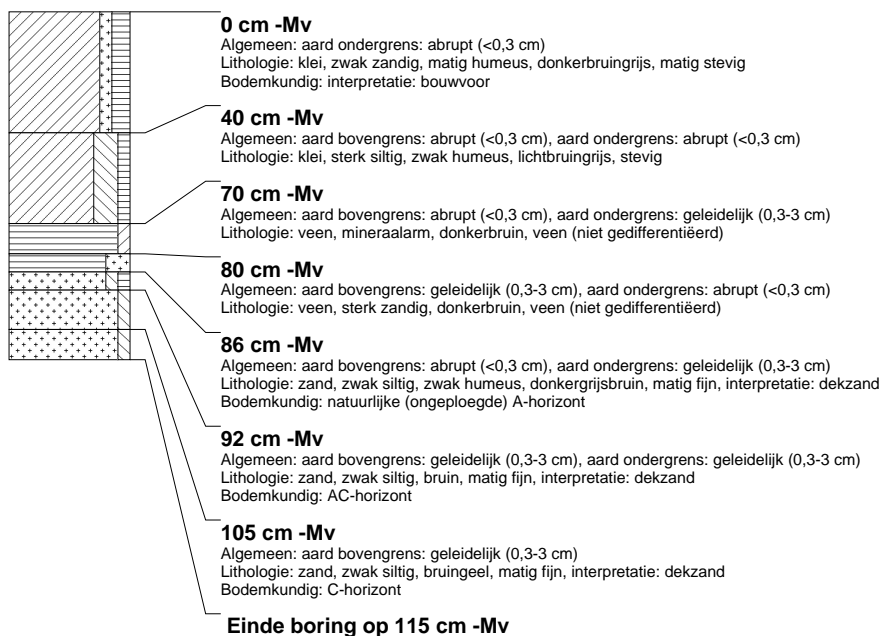 0 cm -Mv
Algemeen: aard ondergrens: abrupt (<0,3 cm)
Lithologie: klei, zwak zandig, matig humeus, donkerbruingrijs, matig stevig
Bodemkundig: interpretatie: bouwvoor
40 cm -Mv
Algemeen: aard bovengrens: abrupt (<0,3 cm), aard ondergrens: abrupt (<0,3 cm)
Lithologie: klei, sterk siltig, zwak humeus, lichtbruingrijs, stevig
70 cm -Mv
Algemeen: aard bovengrens: abrupt (<0,3 cm), aard ondergrens: geleidelijk (0,3-3 cm)
Lithologie: veen, mineraalarm, donkerbruin, veen (niet gedifferentiëerd)
80 cm -Mv
Algemeen: aard bovengrens: geleidelijk (0,3-3 cm), aard ondergrens: abrupt (<0,3 cm)
Lithologie: veen, sterk zandig, donkerbruin, veen (niet gedifferentiëerd)
86 cm -Mv
Algemeen: aard bovengrens: abrupt (<0,3 cm), aard ondergrens: geleidelijk (0,3-3 cm)
Lithologie: zand, zwak siltig, zwak humeus, donkergrijsbruin, matig fijn, interpretatie: dekzand
Bodemkundig: natuurlijke (ongeploegde) A-horizont
92 cm -Mv
Algemeen: aard bovengrens: geleidelijk (0,3-3 cm), aard ondergrens: geleidelijk (0,3-3 cm)
Lithologie: zand, zwak siltig, bruin, matig fijn, interpretatie: dekzand
Bodemkundig: AC-horizont
105 cm -Mv
Algemeen: aard bovengrens: geleidelijk (0,3-3 cm)
Lithologie: zand, zwak siltig, bruingeel, matig fijn, interpretatie: dekzand
Bodemkundig: C-horizont
Einde boring op 115 cm -Mv